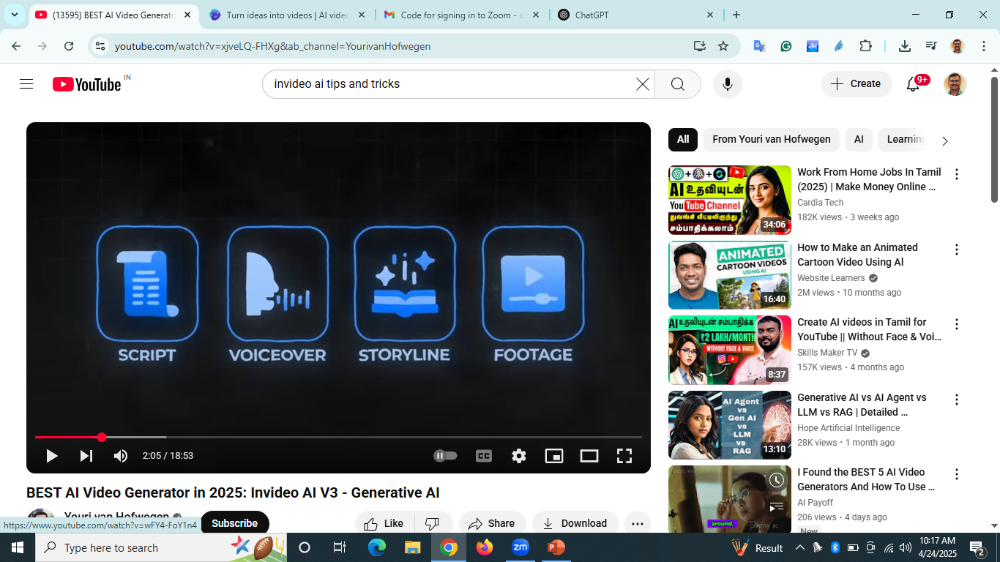 (13595) BEST AI Video Generato
Turn ideas into videos | AI video
Code for signing in to Zoom - d
ChatGPT
youtube.com/watch?v=xjveLQ-FHXg&ab_channel=YourivanHofwegen
YouTube IN
invideo ai tips and tricks
Create
9+
SCRIPT
VOICEOVER
STORYLINE
FOOTAGE
2:05 / 18:53
CC
BEST AI Video Generator in 2025: Invideo AI V3 - Generative AI
Youri van Hofwegen
Subscribe
Like
Share
Download
All
From Youri van Hofwegen
AI
Learning
AI உதவியுடன்
YouTube Channel
துவங்கி வீட்டிலிருந்து
சம்பாதிக்கலாம்
34:06
Work From Home Jobs In Tamil
(2025) | Make Money Online ...
Cardia Tech
182K views • 3 weeks ago
ANIMATED
CARTOON VIDEOS
USING AI
16:40
How to Make an Animated
Cartoon Video Using AI
Website Learners
2M views • 10 months ago
AI உதவியுடன் சம்பாதிக்க
₹2 LAKH/MONTH
WITHOUT FACE & VOICE
8:37
Create AI videos in Tamil for
YouTube || Without Face & Voi...
Skills Maker TV
157K views • 4 months ago
AI Agent
vs
Gen AI
vs
LLM
vs
RAG
13:10
Generative AI vs AI Agent vs
LLM vs RAG | Detailed ...
Hope Artificial Intelligence
28K views • 1 month ago
around,
CAMERA 01
I Found the BEST 5 AI Video
Generators And How To Use ...
AI Payoff
206 views • 4 days ago
New
https://www.youtube.com/watch?v=wFY4-FoY1n4
Type here to search
zm
Result
10:17 AM
4/24/2025
2